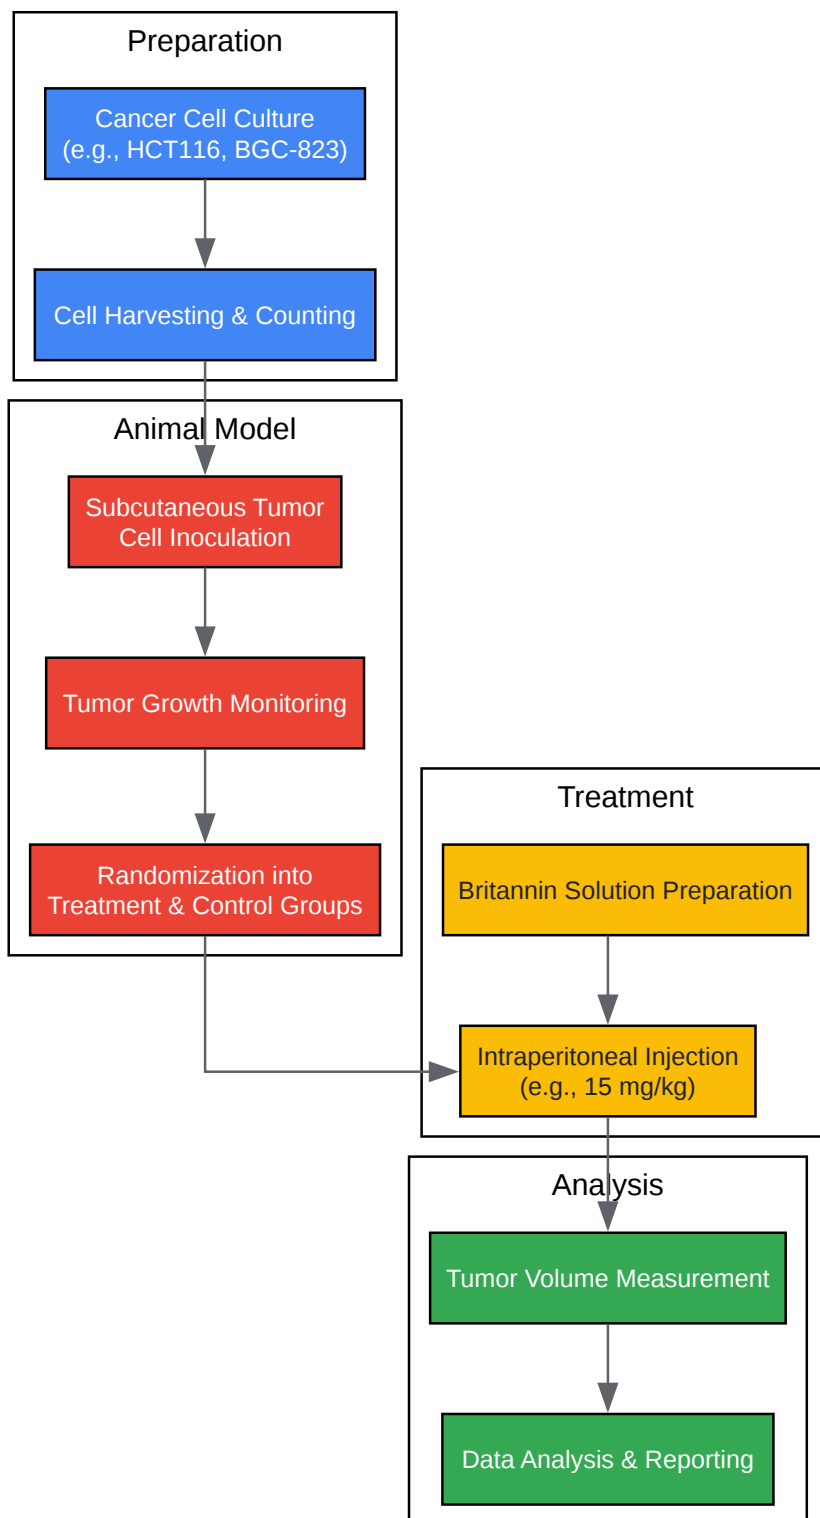 Preparation
Cancer Cell Culture
(e.g., HCT116, BGC-823)
Cell Harvesting & Counting
Animal Model
Subcutaneous Tumor
Cell Inoculation
Tumor Growth Monitoring
Randomization into
Treatment & Control Groups
Treatment
Britannin Solution Preparation
Intraperitoneal Injection
(e.g., 15 mg/kg)
Analysis
Tumor Volume Measurement
Data Analysis & Reporting